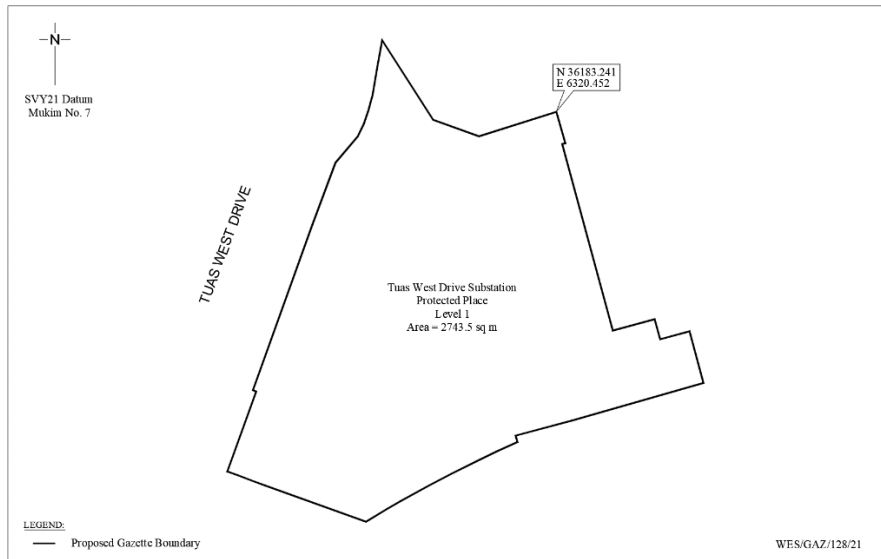 N
SVY21 Datum
Mukim No. 7
N 36183.241
E 6320.452
TUAS WEST DRIVE
Tuas West Drive Substation
Protected Place
Level 1
Area = 2743.5 sq m
LEGEND:
Proposed Gazette Boundary
WES/GAZ/128/21